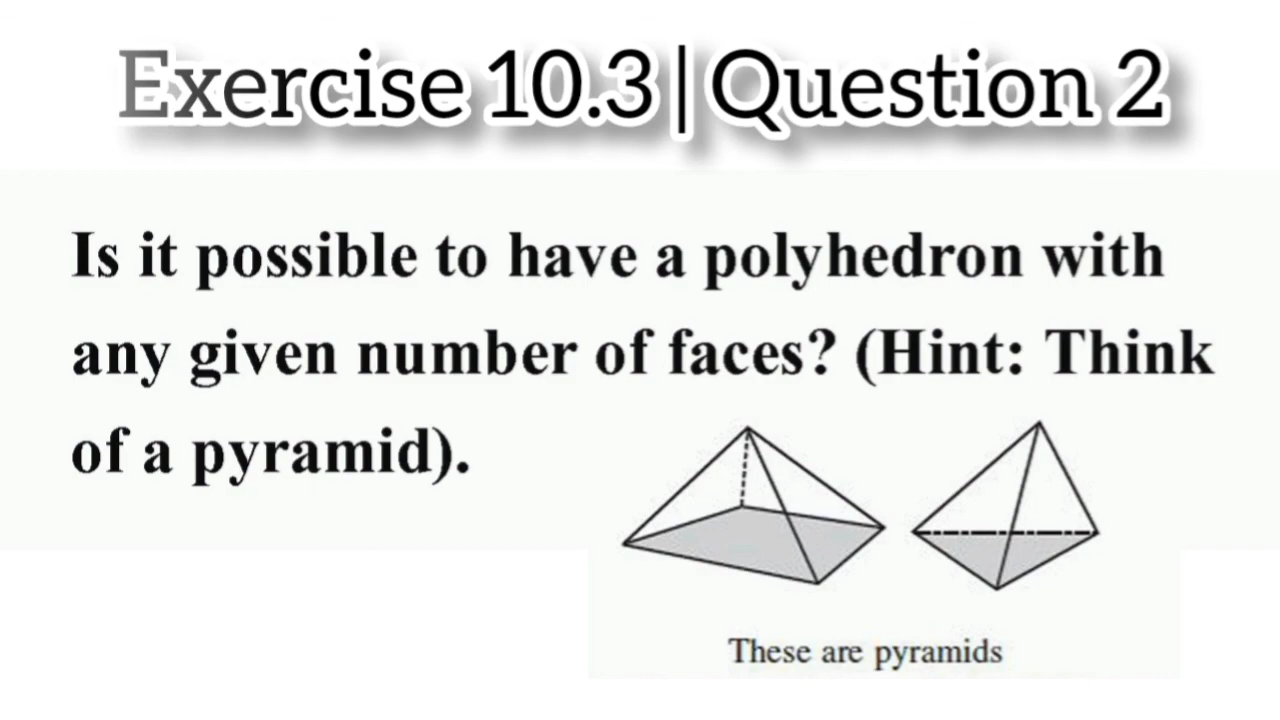 Exercise 10.3 | Question 2
Is it possible to have a polyhedron with
any given number of faces? (Hint: Think
of a pyramid).
These are pyramids